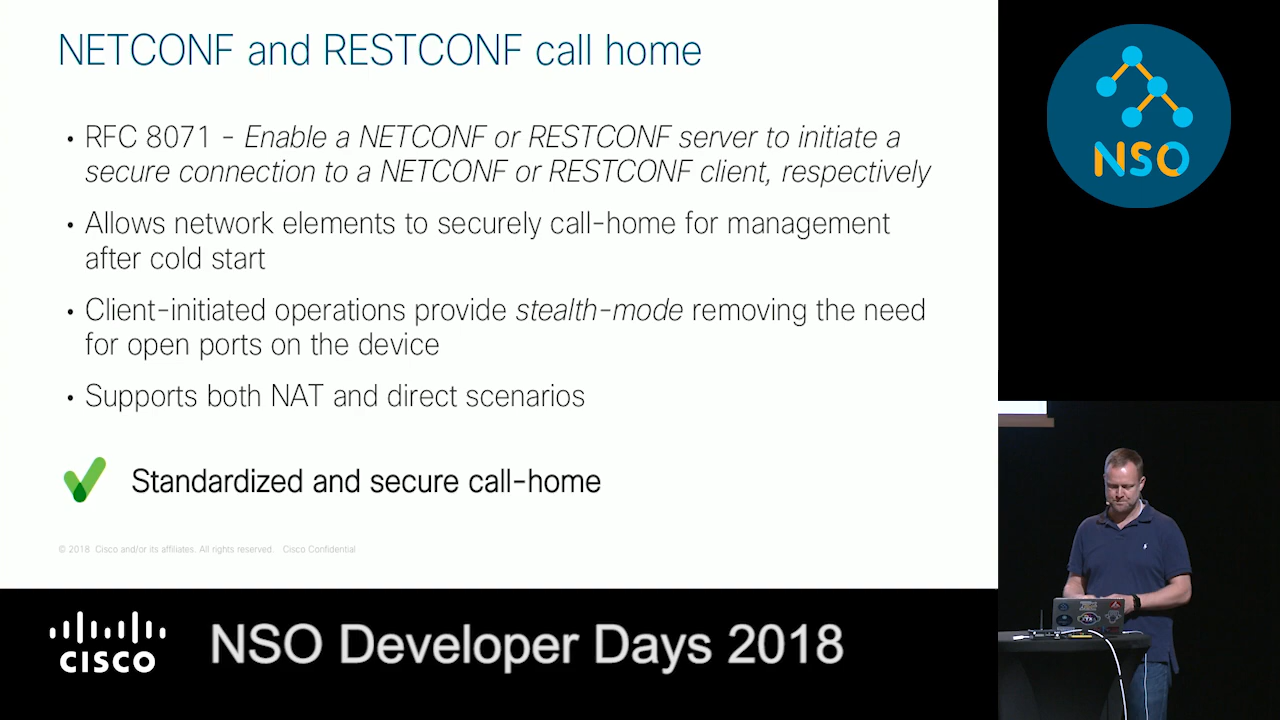 NETCONF and RESTCONF call home
• RFC 8071 - Enable a NETCONF or RESTCONF server to initiate a
secure connection to a NETCONF or RESTCONF client, respectively
• Allows network elements to securely call-home for management
after cold start
• Client-initiated operations provide stealth-mode removing the need
for open ports on the device
• Supports both NAT and direct scenarios
Standardized and secure call-home
© 2018 Cisco and/or its affiliates. All rights reserved. Cisco Confidential
NSO
CISCO
NSO Developer Days 2018